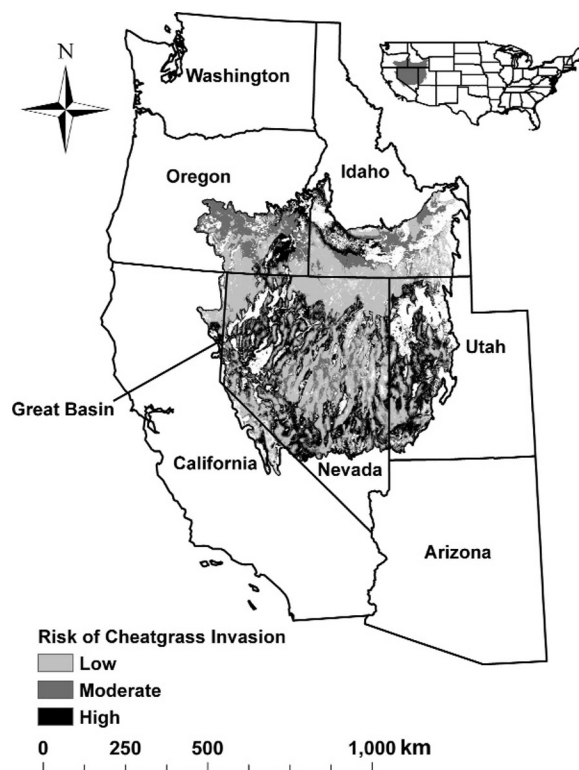 N
Washington
Oregon
Idaho
Utah
Great Basin
California
Nevada
Arizona
Risk of Cheatgrass Invasion
Low
Moderate
High
0 250 500 1,000 km